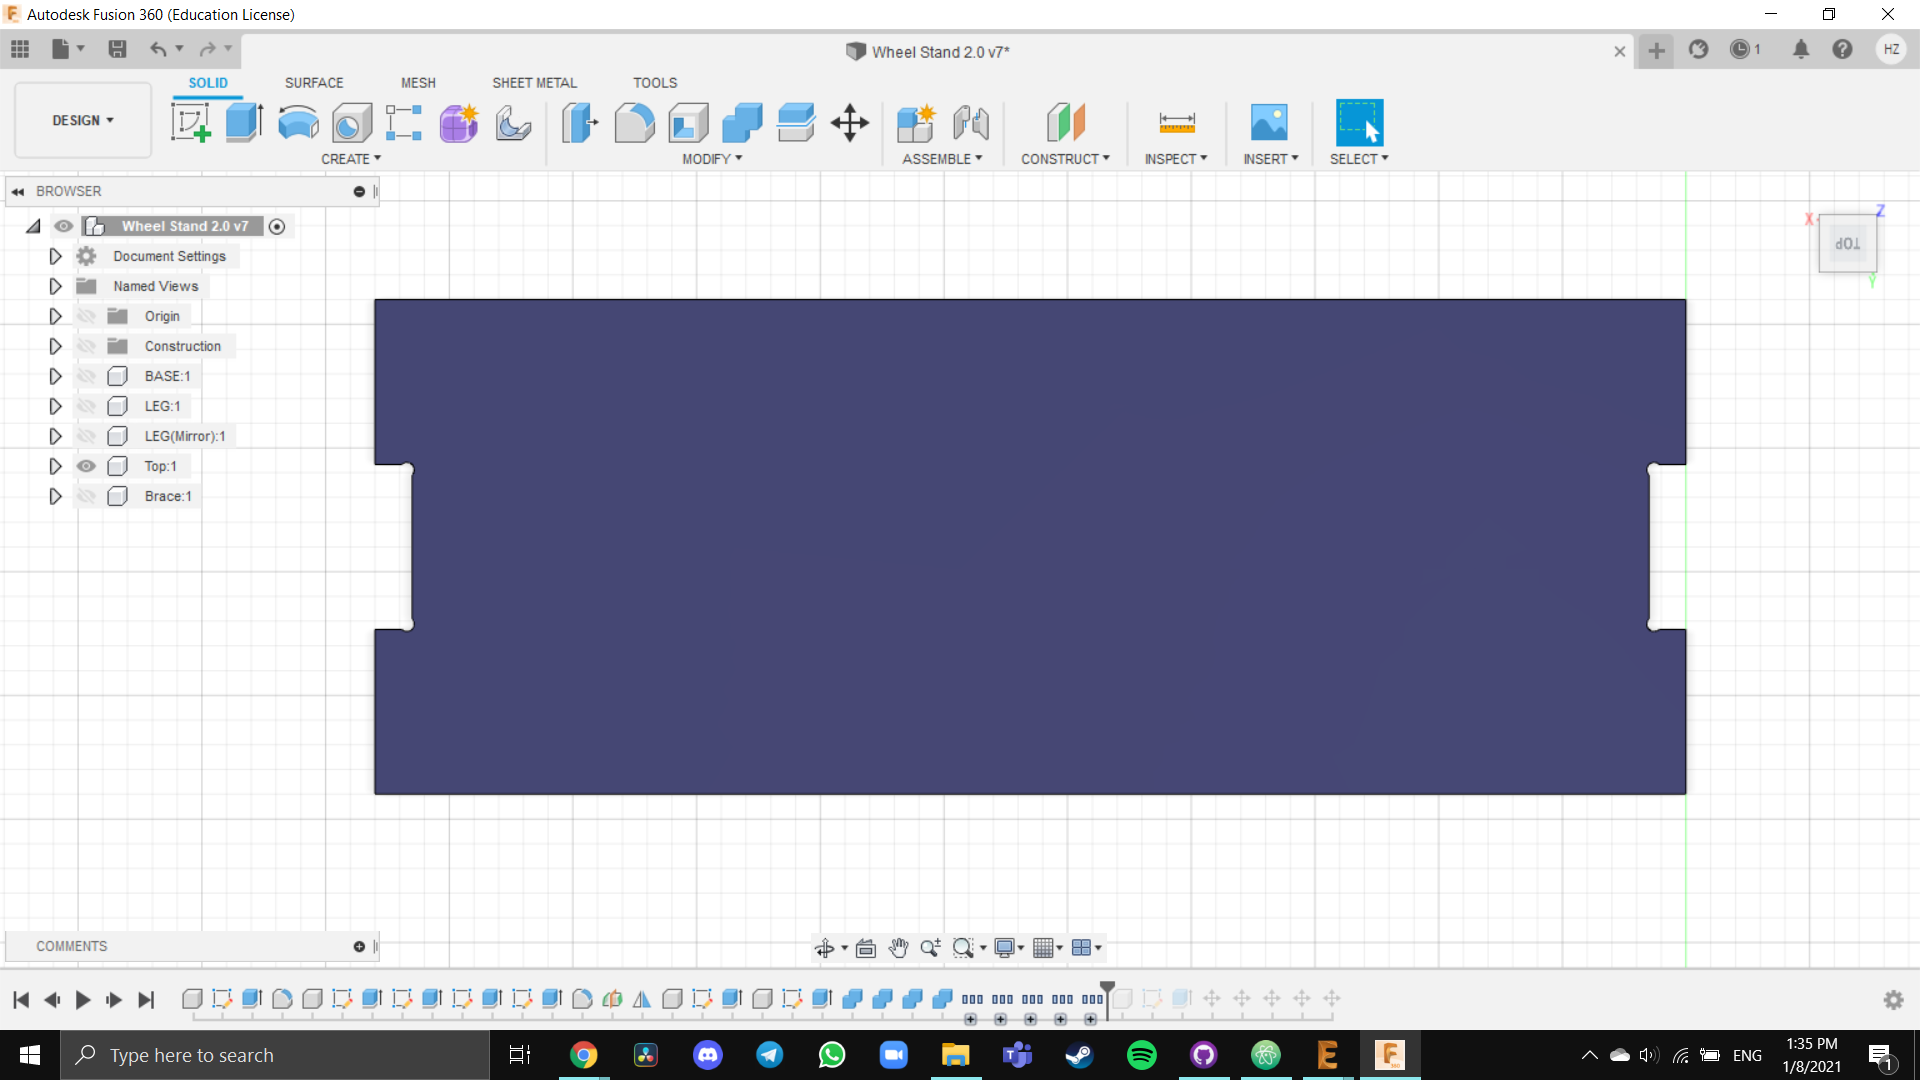 Autodesk Fusion 360 (Education License)
Wheel Stand 2.0 v7*
1
HZ
DESIGN
SOLID
SURFACE
MESH
SHEET METAL
TOOLS
CREATE
MODIFY
ASSEMBLE
CONSTRUCT
INSPECT
INSERT
SELECT
BROWSER
Wheel Stand 2.0 v7
Document Settings
Named Views
Origin
Construction
BASE:1
LEG:1
LEG(Mirror):1
Top:1
Brace:1
X
Z
TOP
Y
COMMENTS
Type here to search
ENG
1:35 PM
1/8/2021
1